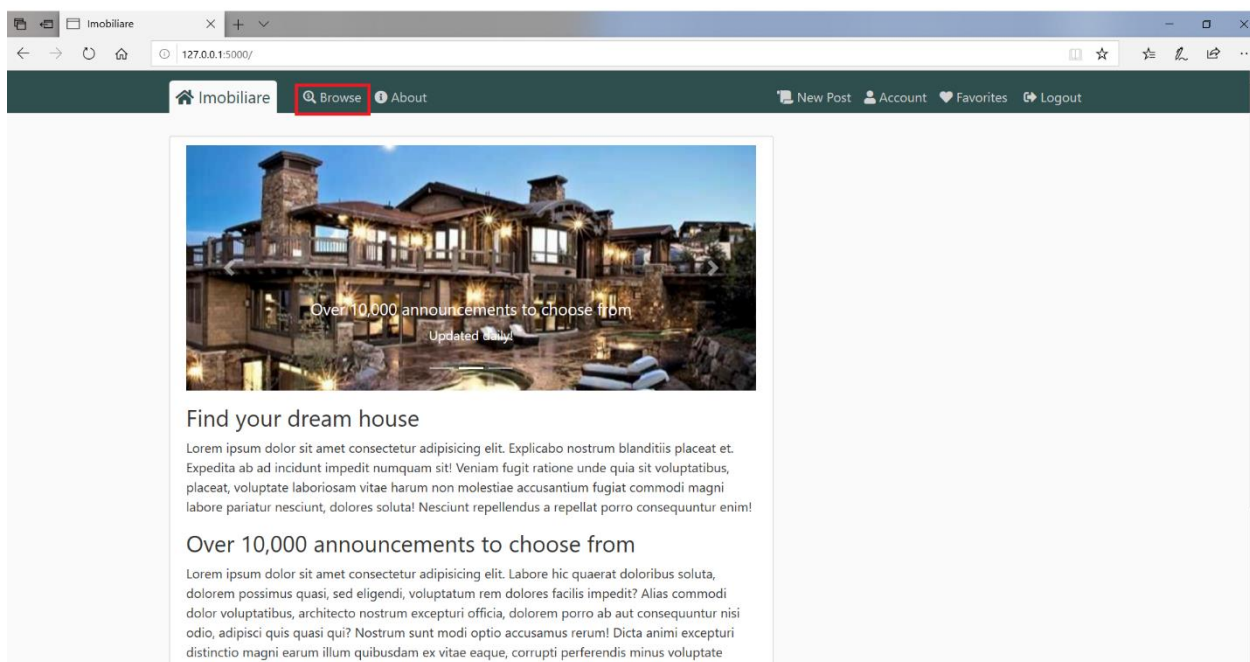 Imobiliare
127.0.0.1:5000/
Imobiliare Browse About New Post Account Favorites Logout
Over 10,000 announcements to choose from
Updated daily!
Find your dream house
Lorem ipsum dolor sit amet consectetur adipisicing elit. Explicabo nostrum blanditiis placeat et.
Expedita ab ad incidunt impedit numquam sit! Veniam fugit ratione unde quia sit voluptatibus,
placeat, voluptate laboriosam vitae harum non molestiae accusantium fugiat commodi magni
labore pariatur nesciunt, dolores soluta! Nesciunt repellendus a repellat porro consequuntur enim!
Over 10,000 announcements to choose from
Lorem ipsum dolor sit amet consectetur adipisicing elit. Labore hic quaerat doloribus soluta,
dolorem possimus quasi, sed eligendi, voluptatum rem dolores facilis impedit? Alias commodi
dolor voluptatibus, architecto nostrum excepturi officia, dolorem porro ab aut consequuntur nisi
odio, adipisci quis quasi qui? Nostrum sunt modi optio accusamus rerum! Dicta animi excepturi
distinctio magni earum illum quibusdam ex vitae eaque, corrupti perferendis minus voluptate